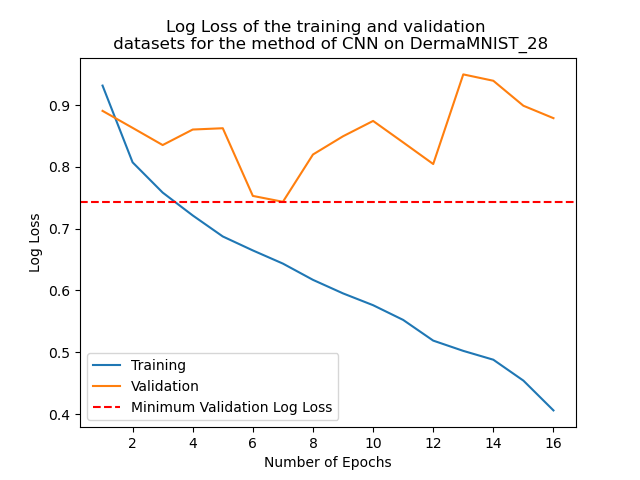 Log Loss of the training and validation
datasets for the method of CNN on DermaMNIST_28
0.9
0.8
0.7
0.6
0.5
0.4
Log Loss
Training
Validation
Minimum Validation Log Loss
2 4 6 8 10 12 14 16
Number of Epochs